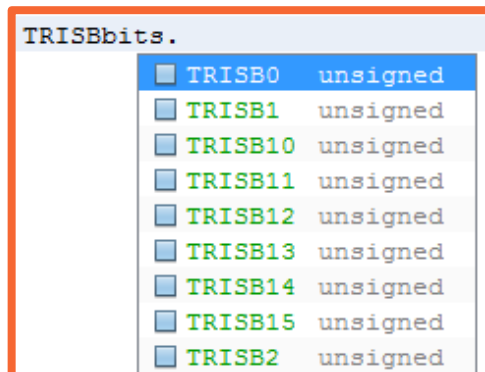 TRISBbits.
TRISB0 unsigned
TRISB1 unsigned
TRISB10 unsigned
TRISB11 unsigned
TRISB12 unsigned
TRISB13 unsigned
TRISB14 unsigned
TRISB15 unsigned
TRISB2 unsigned